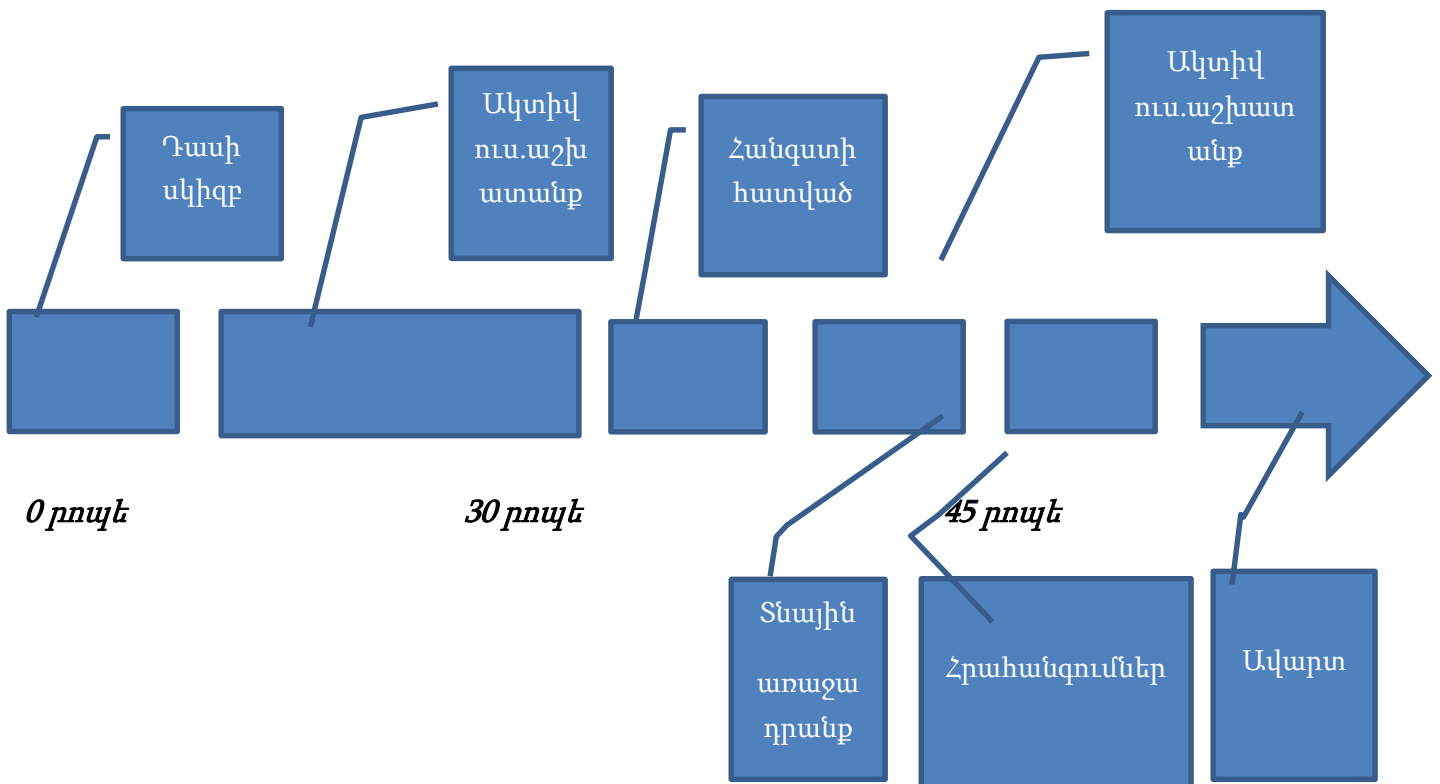 Դասի
սկիզբ
Ակտիվ
ուս.աշխ
ատանք
Հանգստի
հատված
Ակտիվ
ուս.աշխատ
անք
0 րոպե
30 րոպե
45 րոպե
Տնային
առաջա
դրանք
Հրահանգումներ
Ավարտ